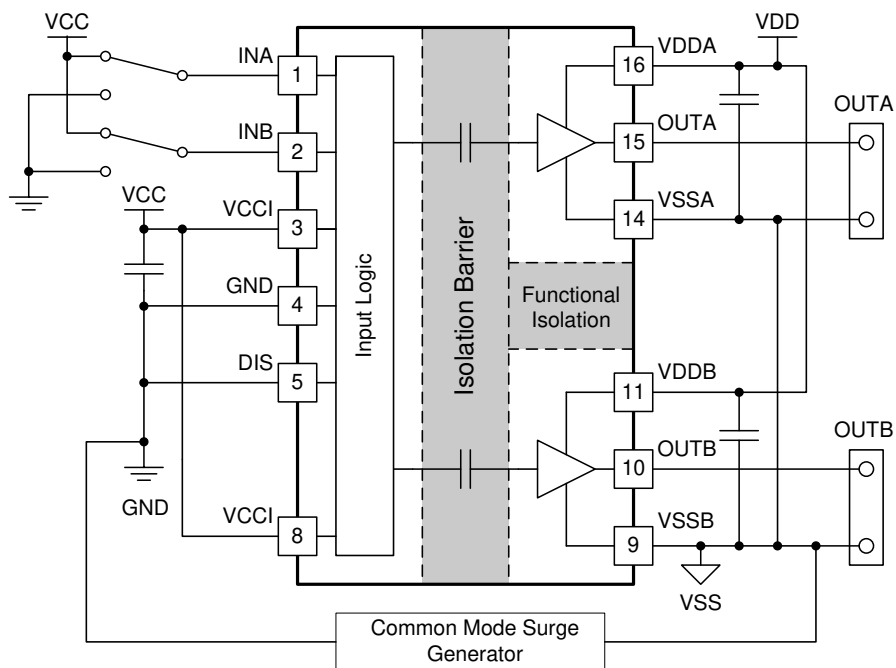 VCC
INA
1
INB
2
VCC
VCCI
3
GND
4
DIS
5
GND
VCCI
8
Input Logic
Isolation Barrier
Functional
Isolation
16
VDDA
VDD
15
OUTA
OUTA
14
VSSA
11
VDDB
10
OUTB
OUTB
9
VSSB
VSS
Common Mode Surge
Generator